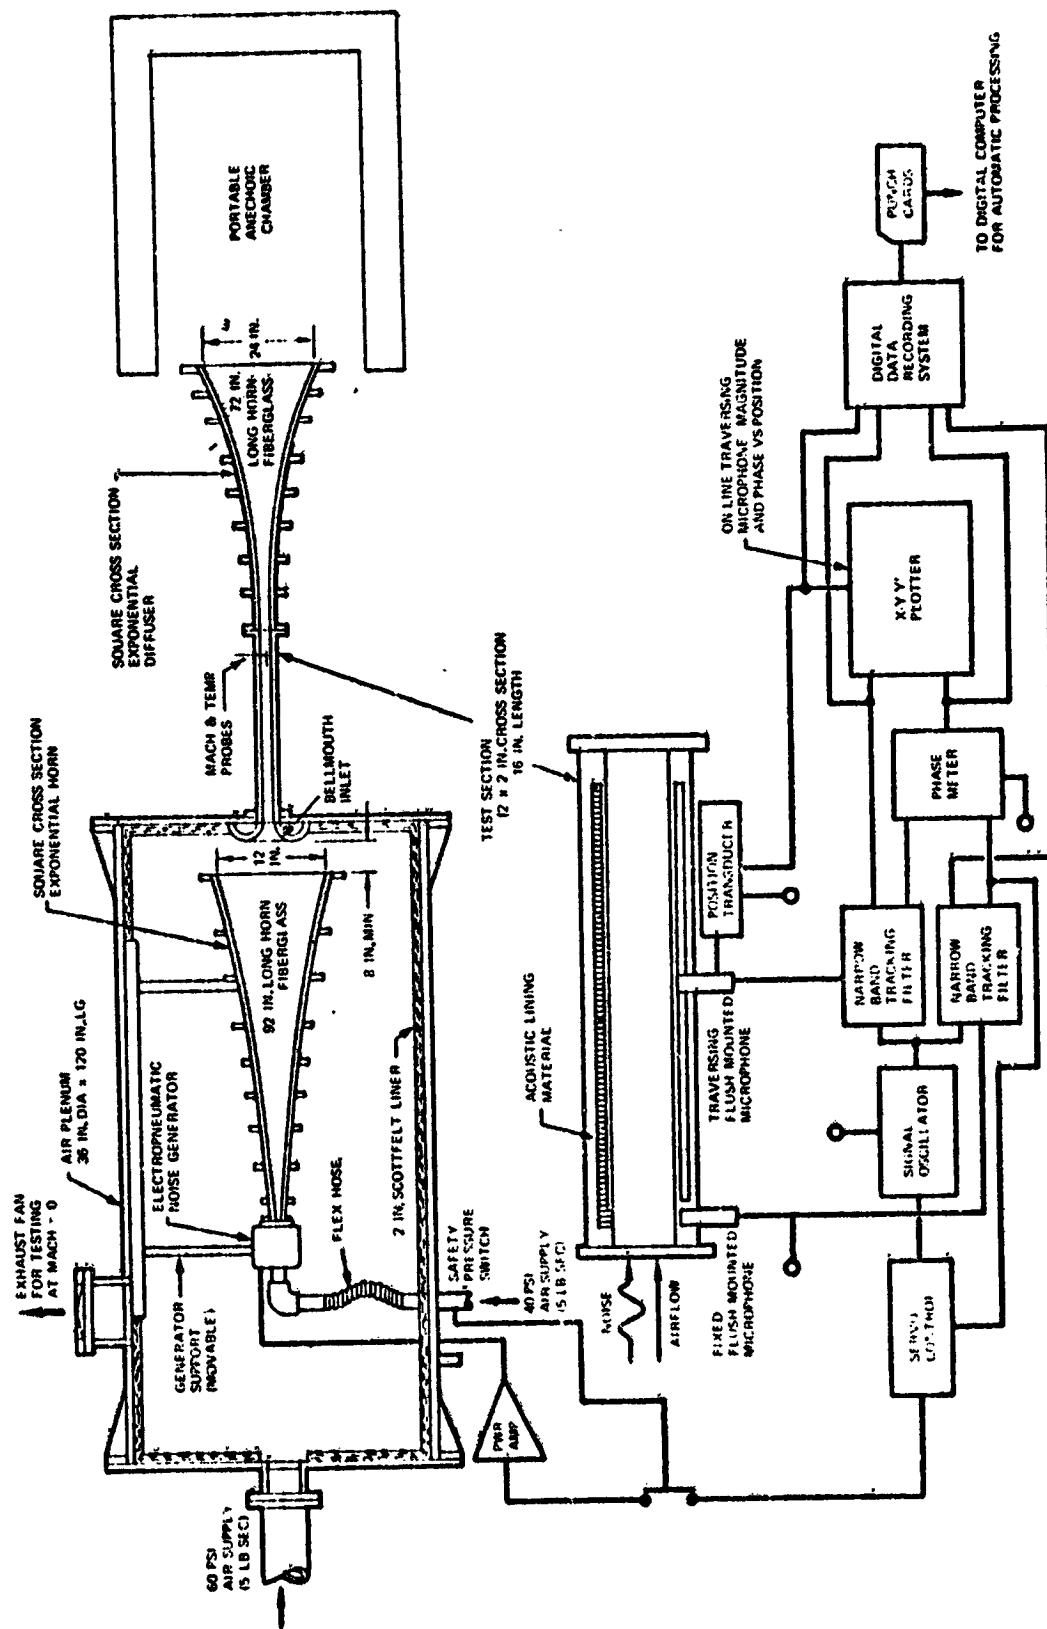 EXHAUST FAN
FOR TESTING
AT MACH - 0
AIR PLENUM
36 IN. DIA × 120 IN. LG
SQUARE CROSS SECTION
EXPONENTIAL HORN
SQUARE CROSS SECTION
EXPONENTIAL
DIFFUSER
PORTABLE
ANECHOIC
CHAMBER
72 IN.
LONG HORN-
FIBERGLASS
24 IN.
MACH & TEMP
PROBES
BELLMOUTH
INLET
12
IN.
92 IN. LONG HORN
FIBERGLASS
8 IN. MIN
ELECTROPNEUMATIC
NOISE GENERATOR
GENERATOR
SUPPORT
(MOVABLE)
FLEX HOSE
2 IN. SCOTTFELT LINER
60 PSI
AIR SUPPLY
(5 LB SEC)
SAFETY
PRESSURE
SWITCH
40 PSI
AIR SUPPLY
(5 LB SEC)
TEST SECTION
12 × 2 IN. CROSS SECTION
16 IN. LENGTH
ACOUSTIC LINING
MATERIAL
NOISE
AIRFLOW
FIXED
FLUSH MOUNTED
MICROPHONE
TRAVERSING
FLUSH MOUNTED
MICROPHONE
POSITION
TRANSDUCER
PWR
AMP
SERVO
CONTROL
SIGNAL
OSCILLATOR
NARROW
BAND
TRACKING
FILTER
NARROW
BAND
TRACKING
FILTER
PHASE
METER
X-Y Y'
PLOTTER
ON LINE TRAVERSING
MICROPHONE MAGNITUDE
AND PHASE VS POSITION
DIGITAL
DATA
RECORDING
SYSTEM
PUNCH
CARDS
TO DIGITAL COMPUTER
FOR AUTOMATIC PROCESSING